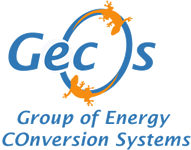 GecOs
Group of Energy
COnversion Systems